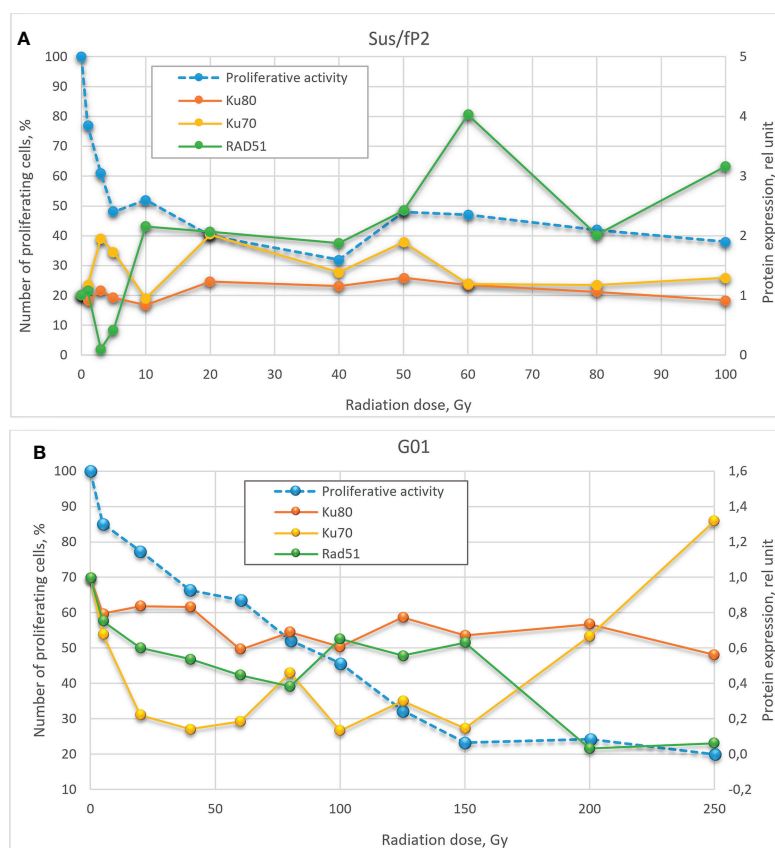 A
Sus/fP2
Proliferative activity
Ku80
Ku70
RAD51
Number of proliferating cells, %
100
90
80
70
60
50
40
30
20
10
0
Protein expression, rel unit
5
4
3
2
1
0
0 10 20 30 40 50 60 70 80 90 100
Radiation dose, Gy
B
G01
Proliferative activity
Ku80
Ku70
Rad51
Number of proliferating cells, %
100
90
80
70
60
50
40
30
20
10
Protein expression, rel unit
1,6
1,4
1,2
1,0
0,8
0,6
0,4
0,2
0,0
-0,2
0 50 100 150 200 250
Radiation dose, Gy